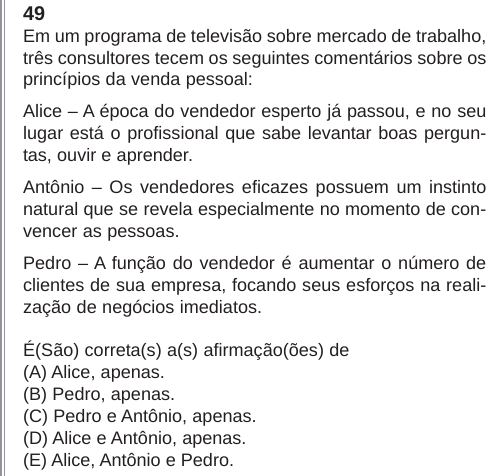 49
Em um programa de televisão sobre mercado de trabalho,
três consultores tecem os seguintes comentários sobre os
princípios da venda pessoal:
Alice – A época do vendedor esperto já passou, e no seu
lugar está o profissional que sabe levantar boas pergun-
tas, ouvir e aprender.
Antônio – Os vendedores eficazes possuem um instinto
natural que se revela especialmente no momento de con-
vencer as pessoas.
Pedro – A função do vendedor é aumentar o número de
clientes de sua empresa, focando seus esforços na reali-
zação de negócios imediatos.
É(São) correta(s) a(s) afirmação(ões) de
(A) Alice, apenas.
(B) Pedro, apenas.
(C) Pedro e Antônio, apenas.
(D) Alice e Antônio, apenas.
(E) Alice, Antônio e Pedro.